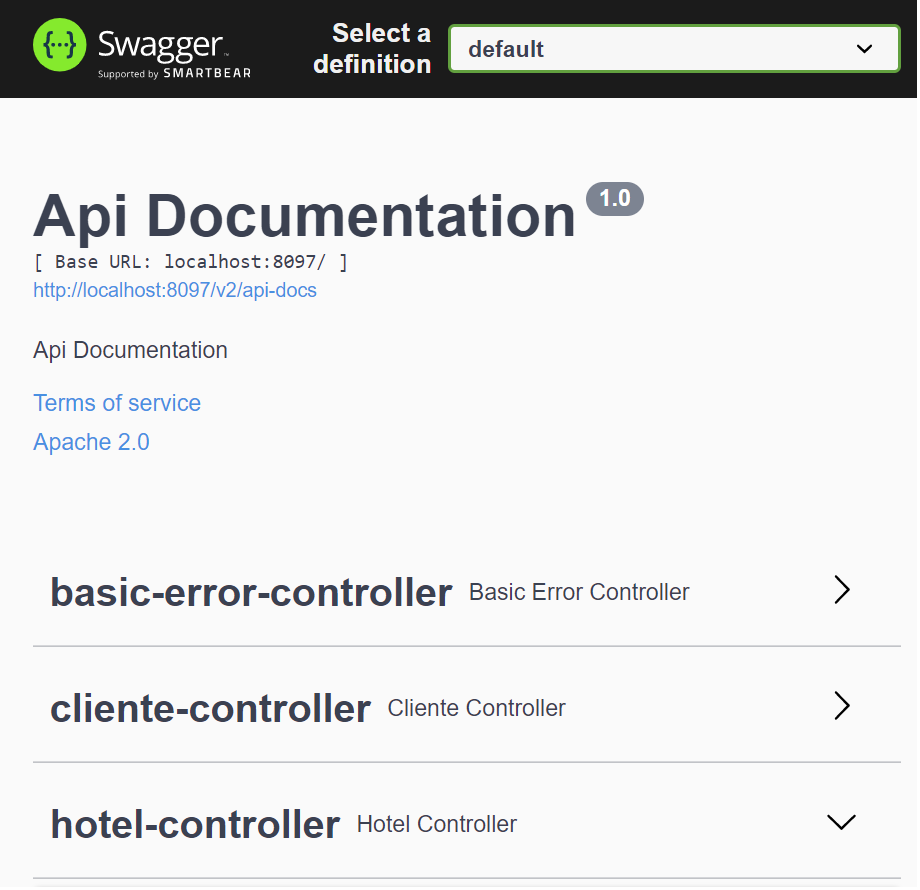 {···} Swagger™
Supported by SMARTBEAR
Select a
definition
default
Api Documentation 1.0
[ Base URL: localhost:8097/ ]
http://localhost:8097/v2/api-docs
Api Documentation
Terms of service
Apache 2.0
basic-error-controller Basic Error Controller
cliente-controller Cliente Controller
hotel-controller Hotel Controller